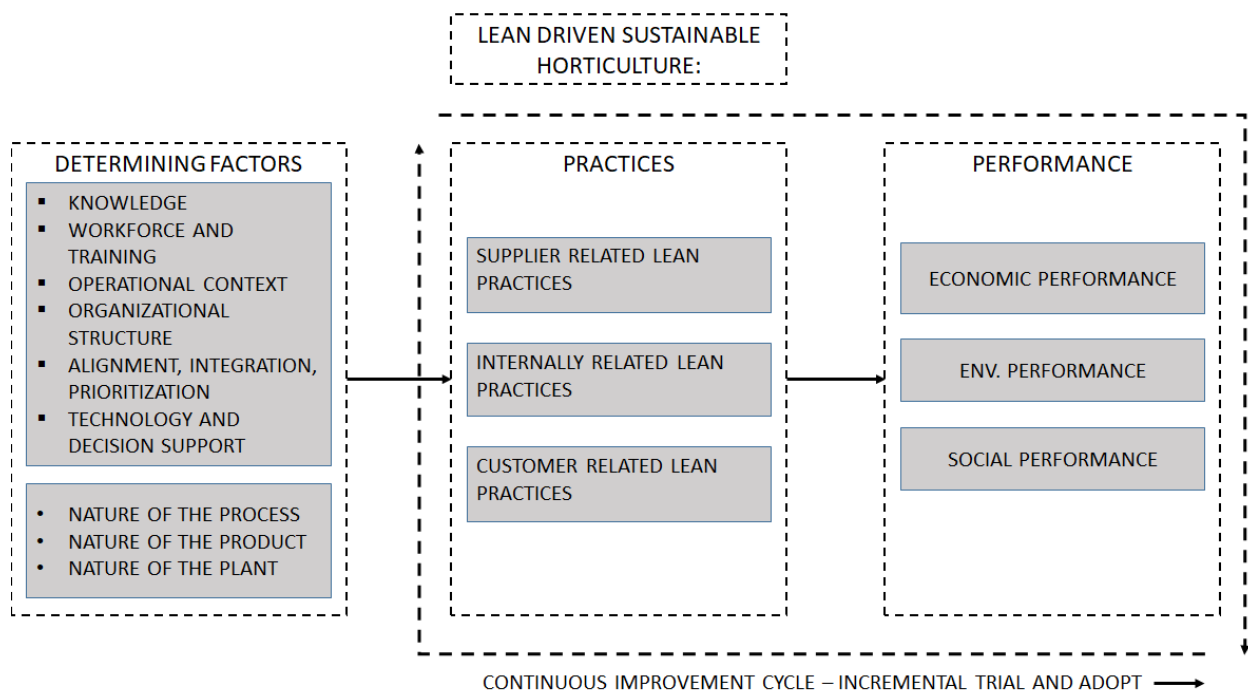 LEAN DRIVEN SUSTAINABLE
HORTICULTURE:
DETERMINING FACTORS
▪ KNOWLEDGE
▪ WORKFORCE AND
TRAINING
▪ OPERATIONAL CONTEXT
▪ ORGANIZATIONAL
STRUCTURE
▪ ALIGNMENT, INTEGRATION,
PRIORITIZATION
▪ TECHNOLOGY AND
DECISION SUPPORT
• NATURE OF THE PROCESS
• NATURE OF THE PRODUCT
• NATURE OF THE PLANT
PRACTICES
SUPPLIER RELATED LEAN
PRACTICES
INTERNALLY RELATED LEAN
PRACTICES
CUSTOMER RELATED LEAN
PRACTICES
PERFORMANCE
ECONOMIC PERFORMANCE
ENV. PERFORMANCE
SOCIAL PERFORMANCE
CONTINUOUS IMPROVEMENT CYCLE – INCREMENTAL TRIAL AND ADOPT